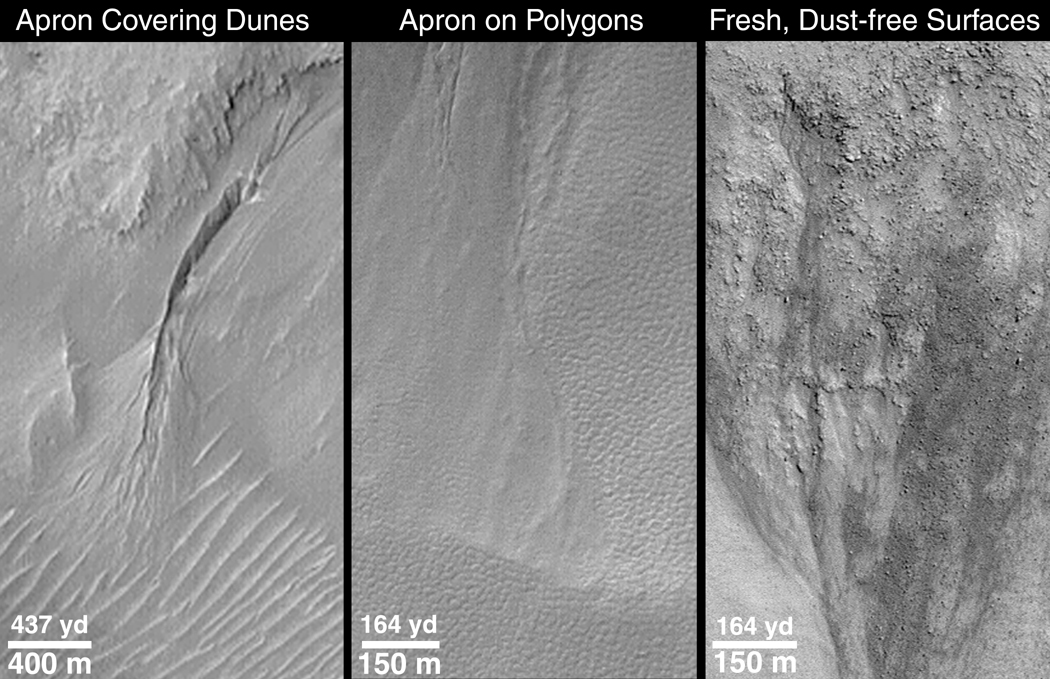 Apron Covering Dunes
Apron on Polygons
Fresh, Dust-free Surfaces
437 yd
400 m
164 yd
150 m
164 yd
150 m